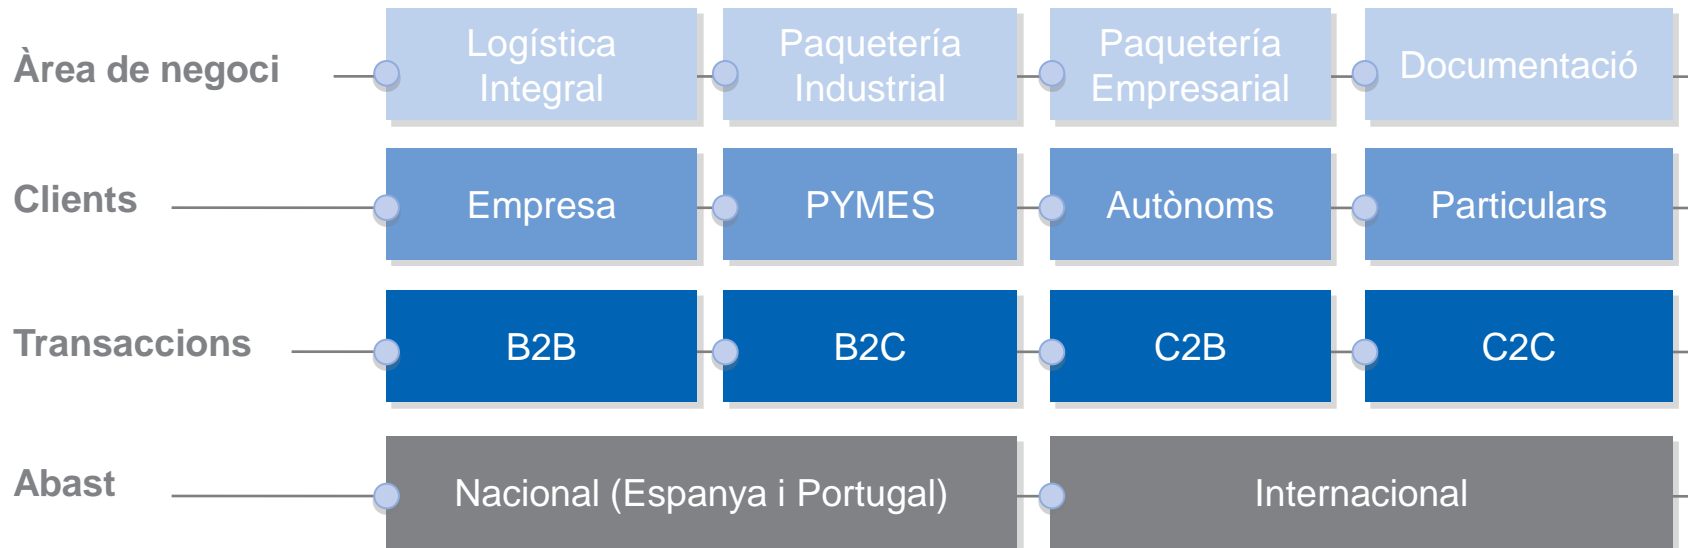 Àrea de negoci
Logística
Integral
Paquetería
Industrial
Paquetería
Empresarial
Documentació
Clients
Empresa
PYMES
Autònoms
Particulars
Transaccions
B2B
B2C
C2B
C2C
Abast
Nacional (Espanya i Portugal)
Internacional